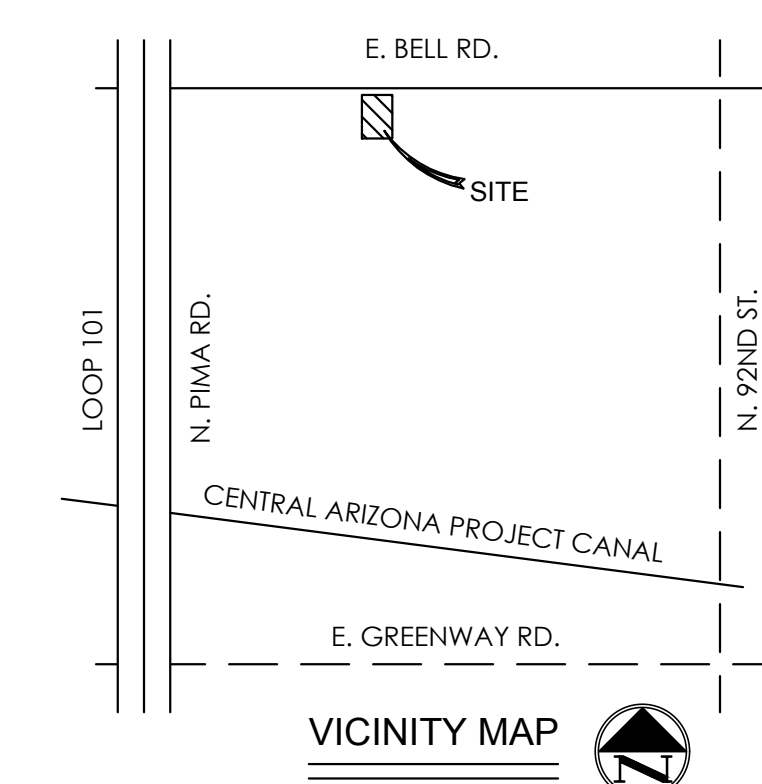 E. BELL RD.
SITE
LOOP 101
N. PIMA RD.
N. 92ND ST.
CENTRAL ARIZONA PROJECT CANAL
E. GREENWAY RD.
VICINITY MAP
N